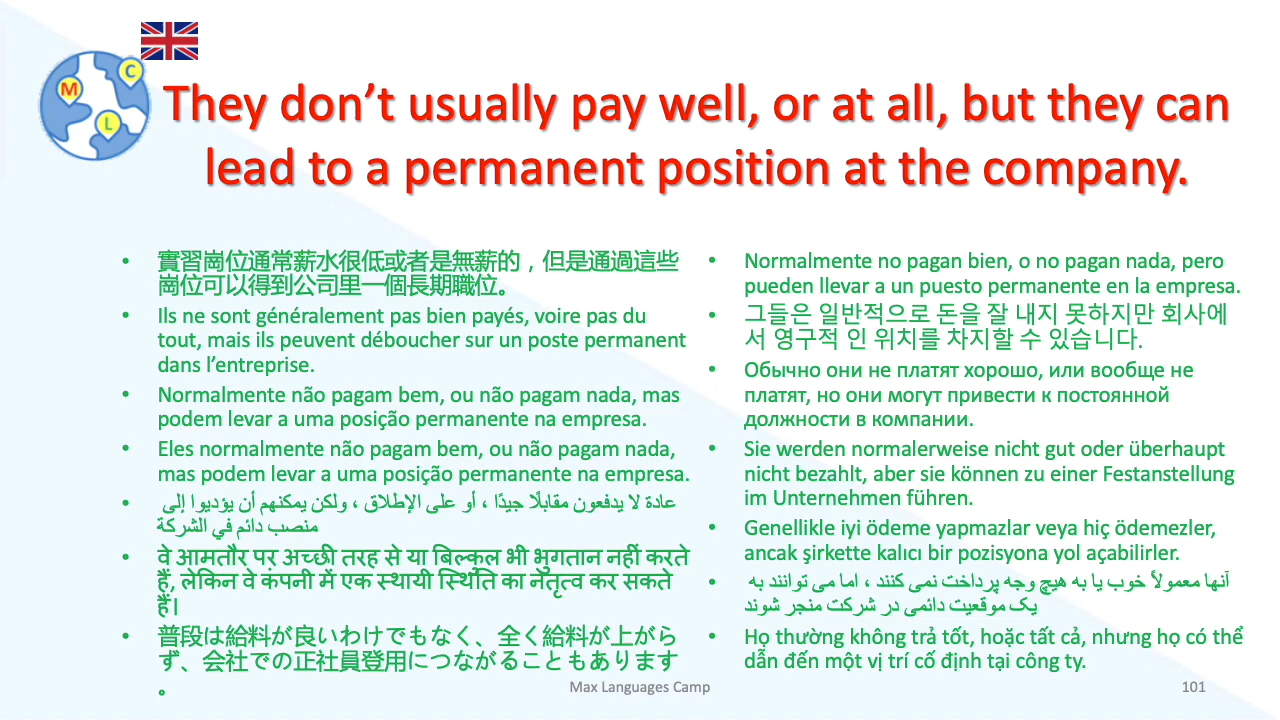 M
C
L
They don’t usually pay well, or at all, but they can
lead to a permanent position at the company.
• 實習崗位通常薪水很低或者是無薪的，但是通過這些
崗位可以得到公司里一個長期職位。
• Ils ne sont généralement pas bien payés, voire pas du
tout, mais ils peuvent déboucher sur un poste permanent
dans l’entreprise.
• Normalmente não pagam bem, ou não pagam nada, mas
podem levar a uma posição permanente na empresa.
• Eles normalmente não pagam bem, ou não pagam nada,
mas podem levar a uma posição permanente na empresa.
• عادة لا يدفعون مقابلًا جيدًا ، أو على الإطلاق ، ولكن يمكنهم أن يؤديوا إلى
منصب دائم في الشركة
• वे आमतौर पर अच्छी तरह से या बिल्कुल भी भुगतान नहीं करते
हैं, लेकिन वे कंपनी में एक स्थायी स्थिति का नेतृत्व कर सकते
हैं।
• 普段は給料が良いわけでもなく、全く給料が上がら
ず、会社での正社員登用につながることもあります
。
• Normalmente no pagan bien, o no pagan nada, pero
pueden llevar a un puesto permanente en la empresa.
• 그들은 일반적으로 돈을 잘 내지 못하지만 회사에
서 영구적 인 위치를 차지할 수 있습니다.
• Обычно они не платят хорошо, или вообще не
платят, но они могут привести к постоянной
должности в компании.
• Sie werden normalerweise nicht gut oder überhaupt
nicht bezahlt, aber sie können zu einer Festanstellung
im Unternehmen führen.
• Genellikle iyi ödeme yapmazlar veya hiç ödemezler,
ancak şirkette kalıcı bir pozisyona yol açabilirler.
• آنها معمولاً خوب یا به هیچ وجه پرداخت نمی کنند ، اما می توانند به
یک موقعیت دائمی در شرکت منجر شوند
• Họ thường không trả tốt, hoặc tất cả, nhưng họ có thể
dẫn đến một vị trí cố định tại công ty.
Max Languages Camp
101